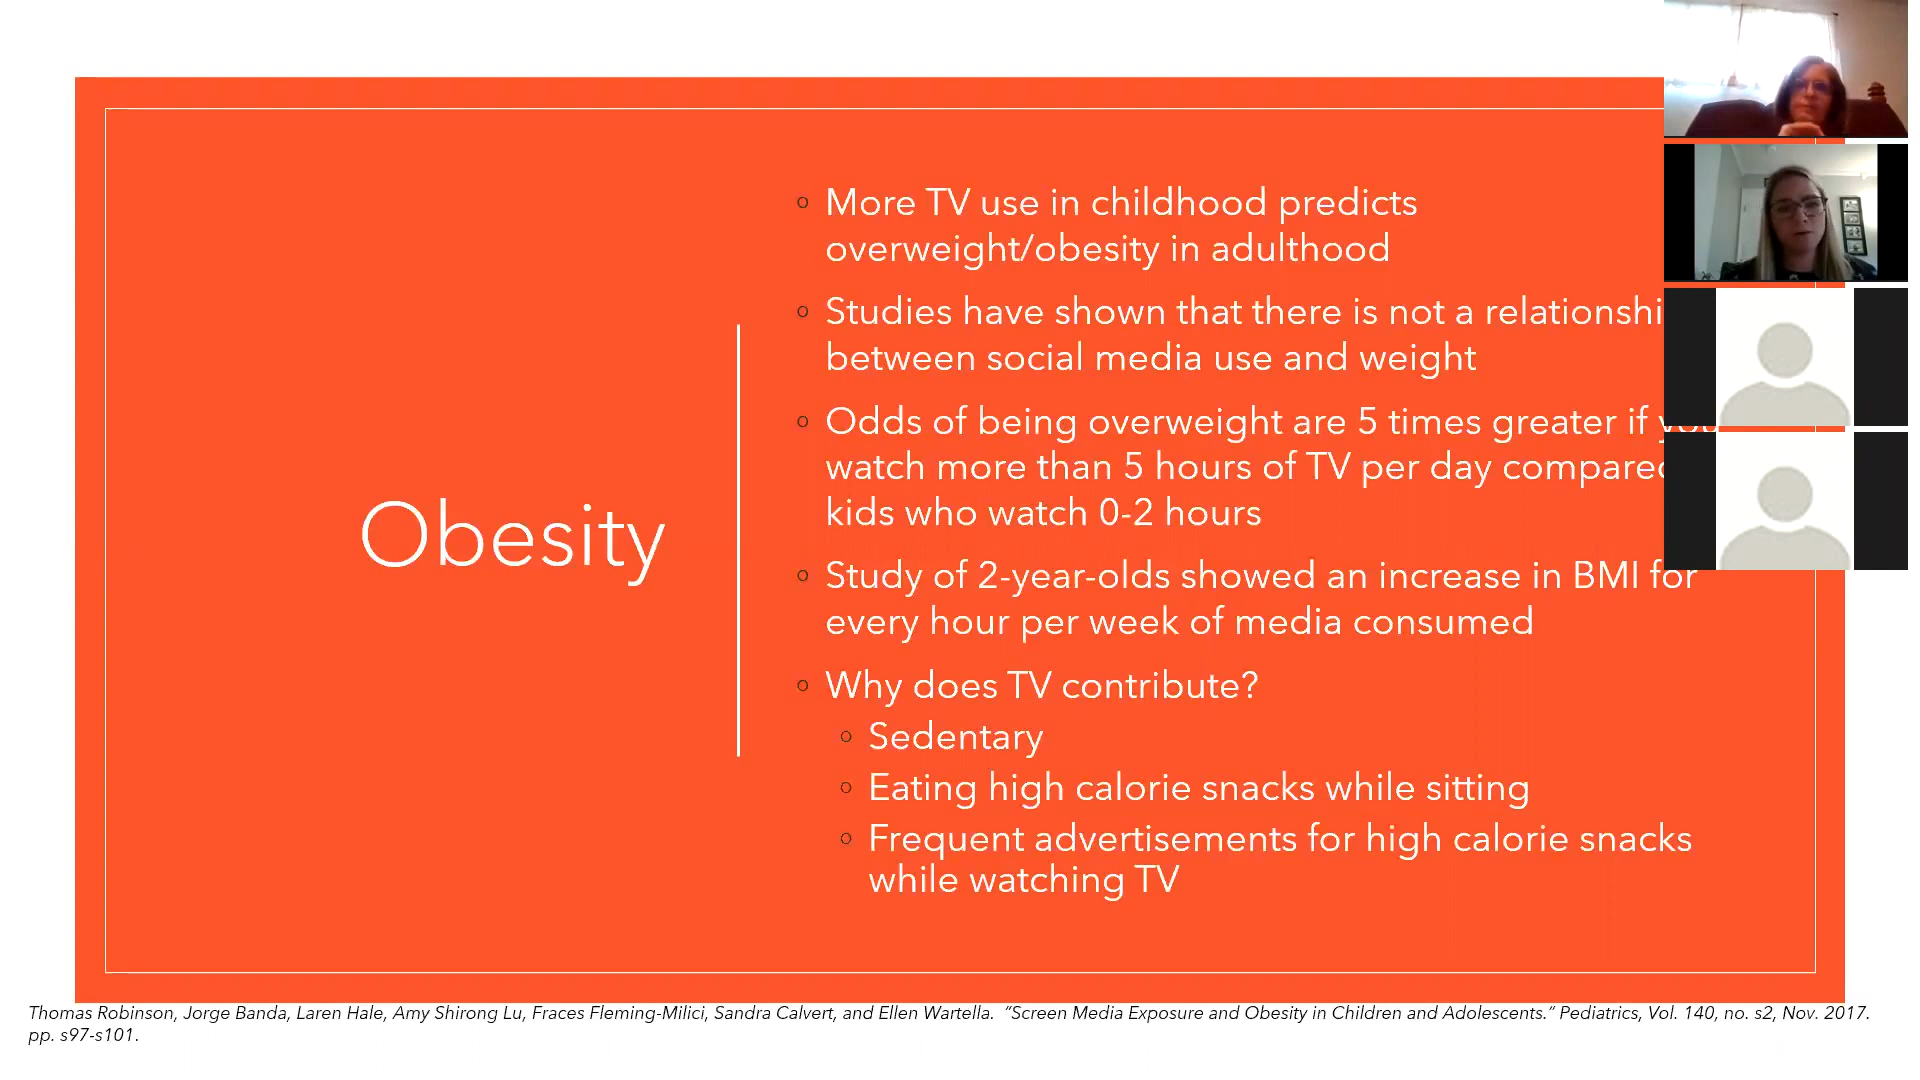 Obesity
More TV use in childhood predicts
overweight/obesity in adulthood
Studies have shown that there is not a relationshi
between social media use and weight
Odds of being overweight are 5 times greater if you
watch more than 5 hours of TV per day compared
kids who watch 0-2 hours
Study of 2-year-olds showed an increase in BMI for
every hour per week of media consumed
Why does TV contribute?
Sedentary
Eating high calorie snacks while sitting
Frequent advertisements for high calorie snacks
while watching TV
Thomas Robinson, Jorge Banda, Laren Hale, Amy Shirong Lu, Fraces Fleming-Milici, Sandra Calvert, and Ellen Wartella. "Screen Media Exposure and Obesity in Children and Adolescents." Pediatrics, Vol. 140, no. s2, Nov. 2017.
pp. s97-s101.